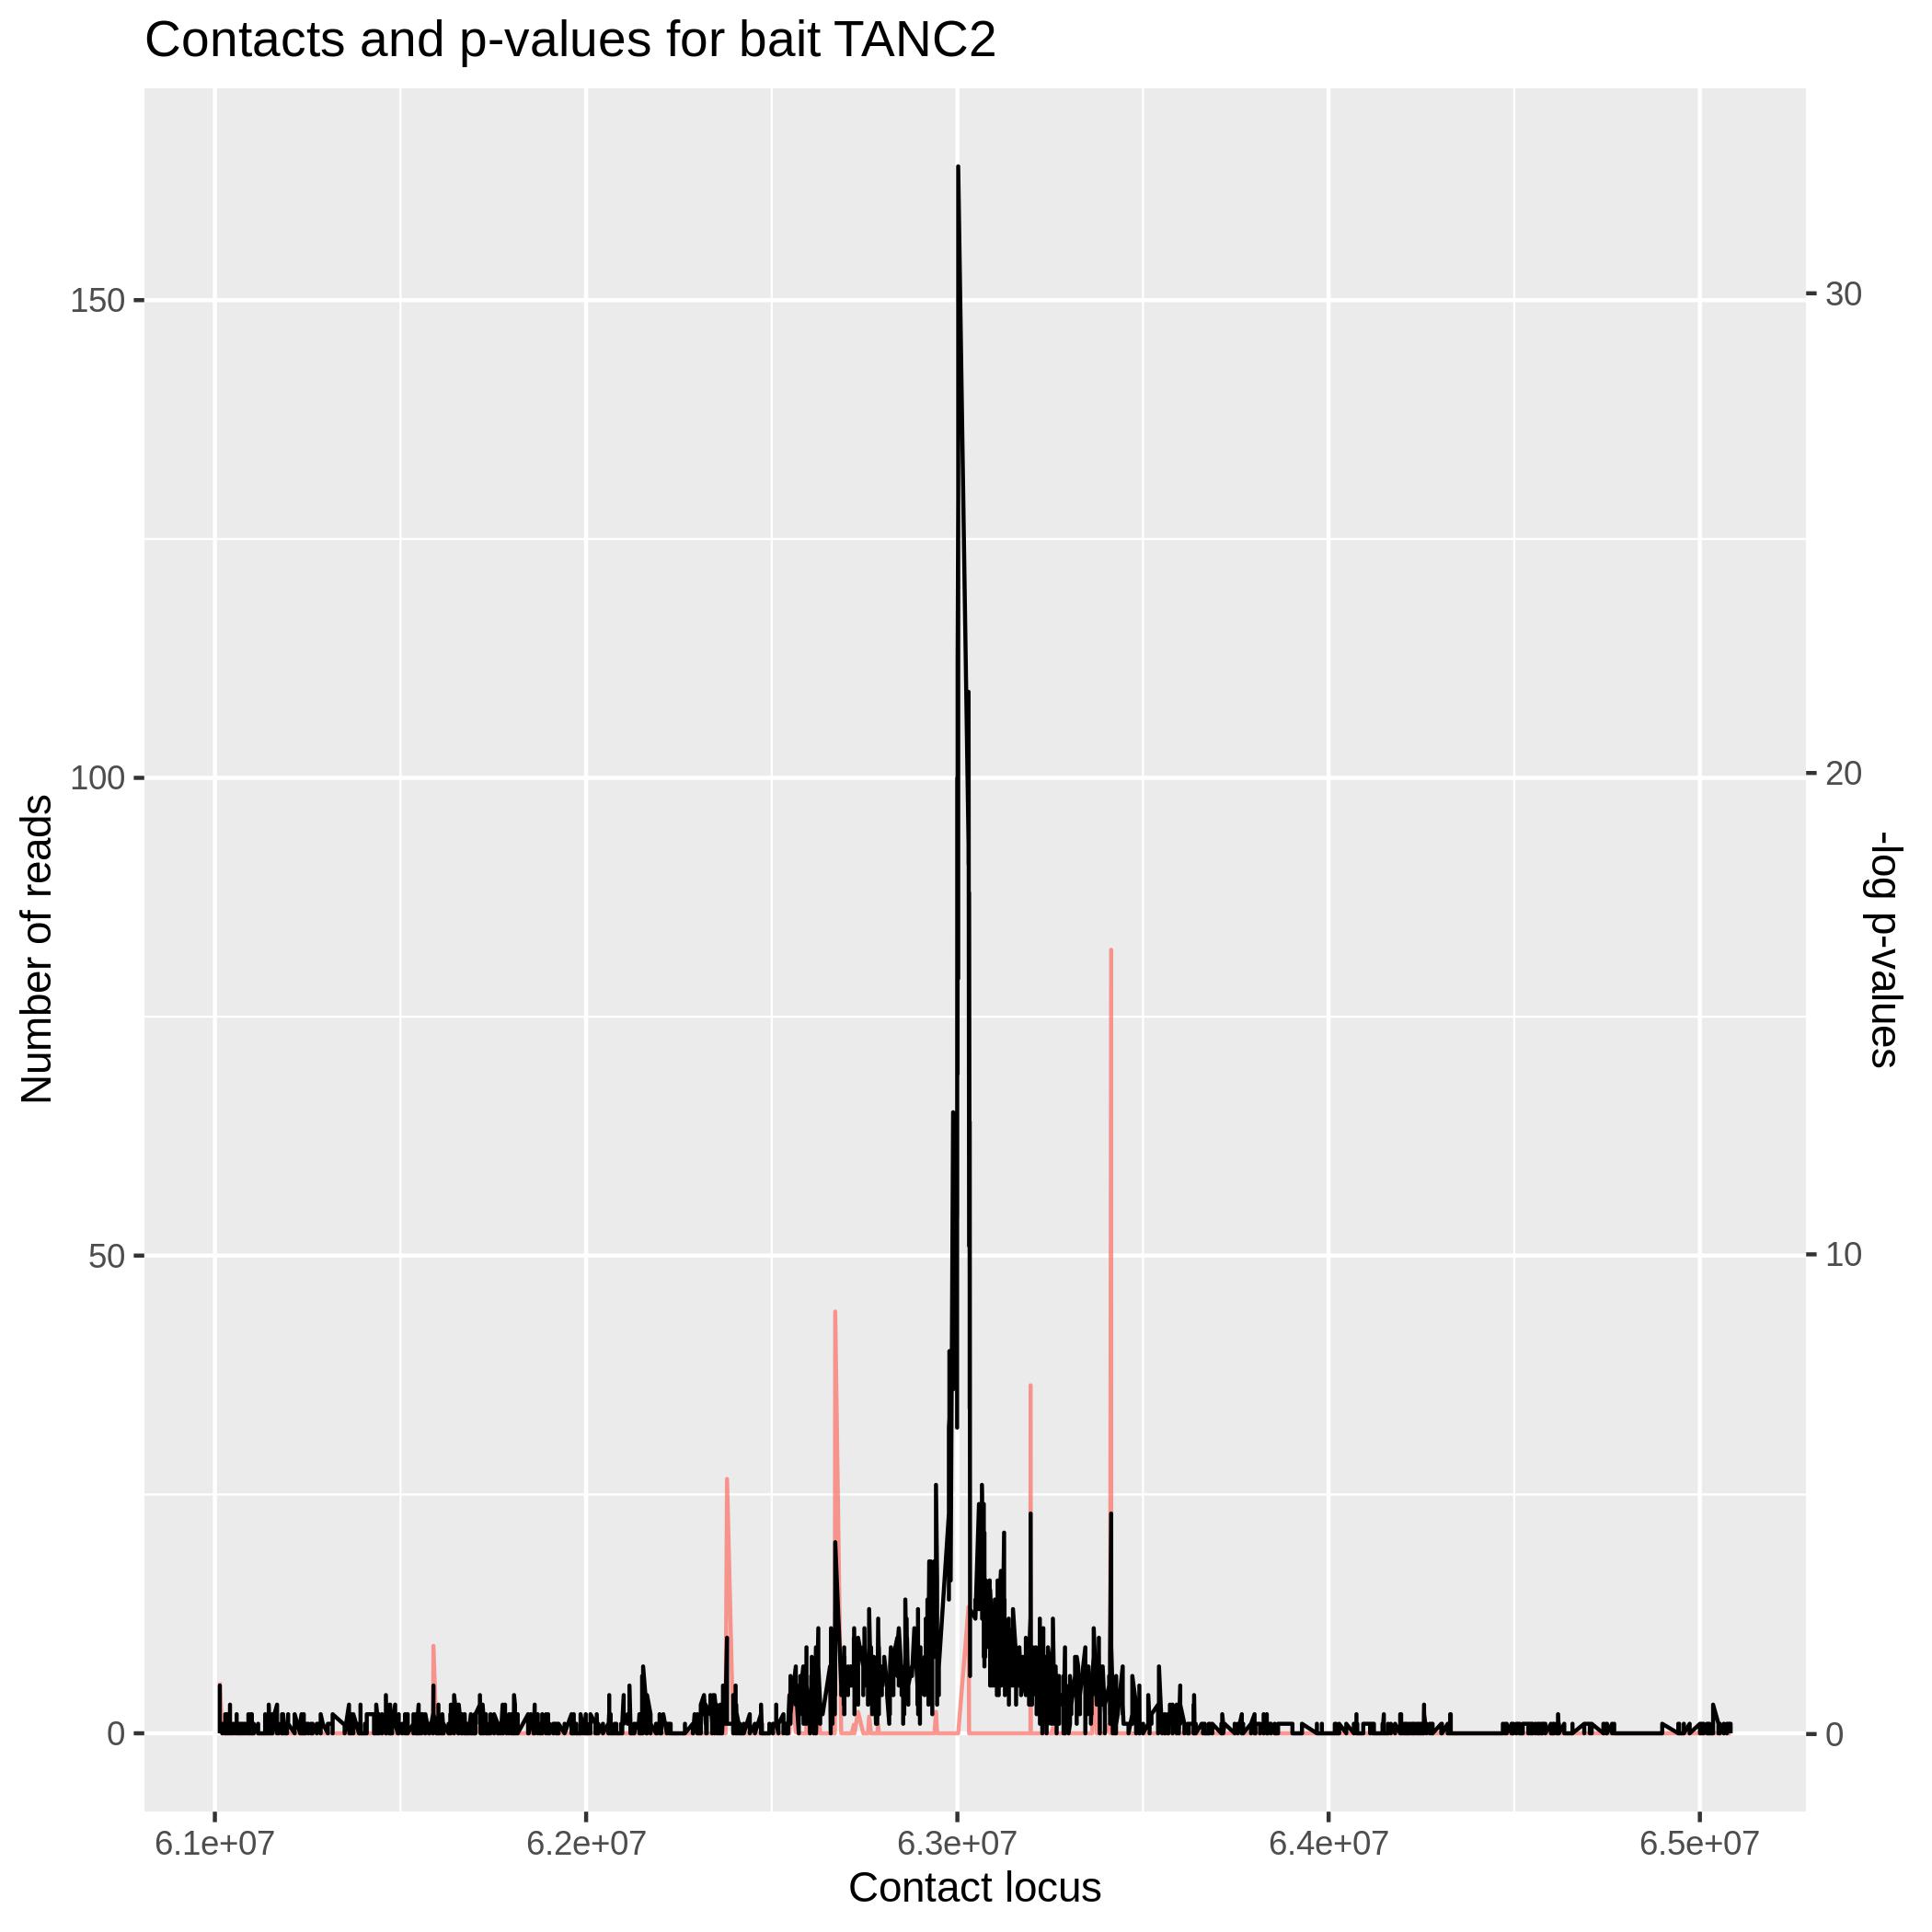 Contacts and p-values for bait TANC2
150
100
50
0
30
20
10
0
Number of reads
-log p-values
6.1e+07 6.2e+07 6.3e+07 6.4e+07 6.5e+07
Contact locus